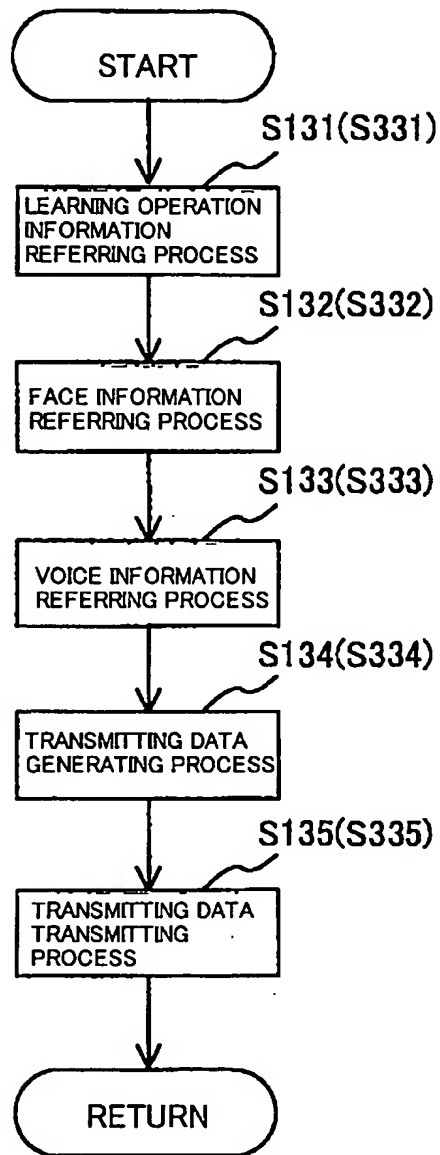 START
S131(S331)
LEARNING OPERATION
INFORMATION
REFERRING PROCESS
S132(S332)
FACE INFORMATION
REFERRING PROCESS
S133(S333)
VOICE INFORMATION
REFERRING PROCESS
S134(S334)
TRANSMITTING DATA
GENERATING PROCESS
S135(S335)
TRANSMITTING DATA
TRANSMITTING
PROCESS
RETURN